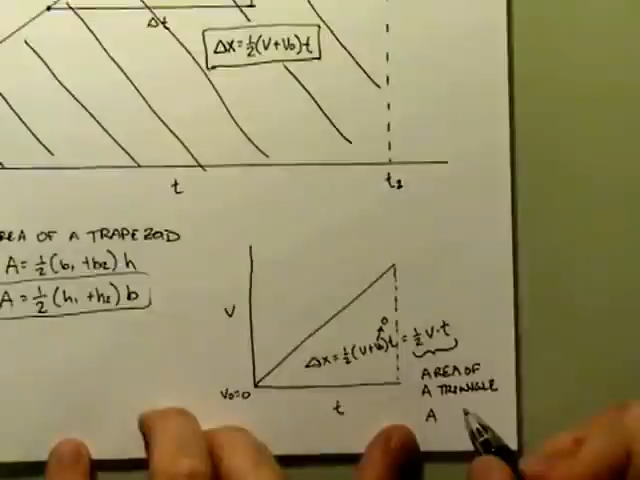 Δt
Δx=½(v+v₀)t
t
t₂
REA OF A TRAPEZOD
A=½(b₁+b₂)h
A=½(h₁+h₂)b
v
0
Δx=½(v+v₀)t=½v·t
v₀=0
t
AREA OF
A TRIANGLE
A